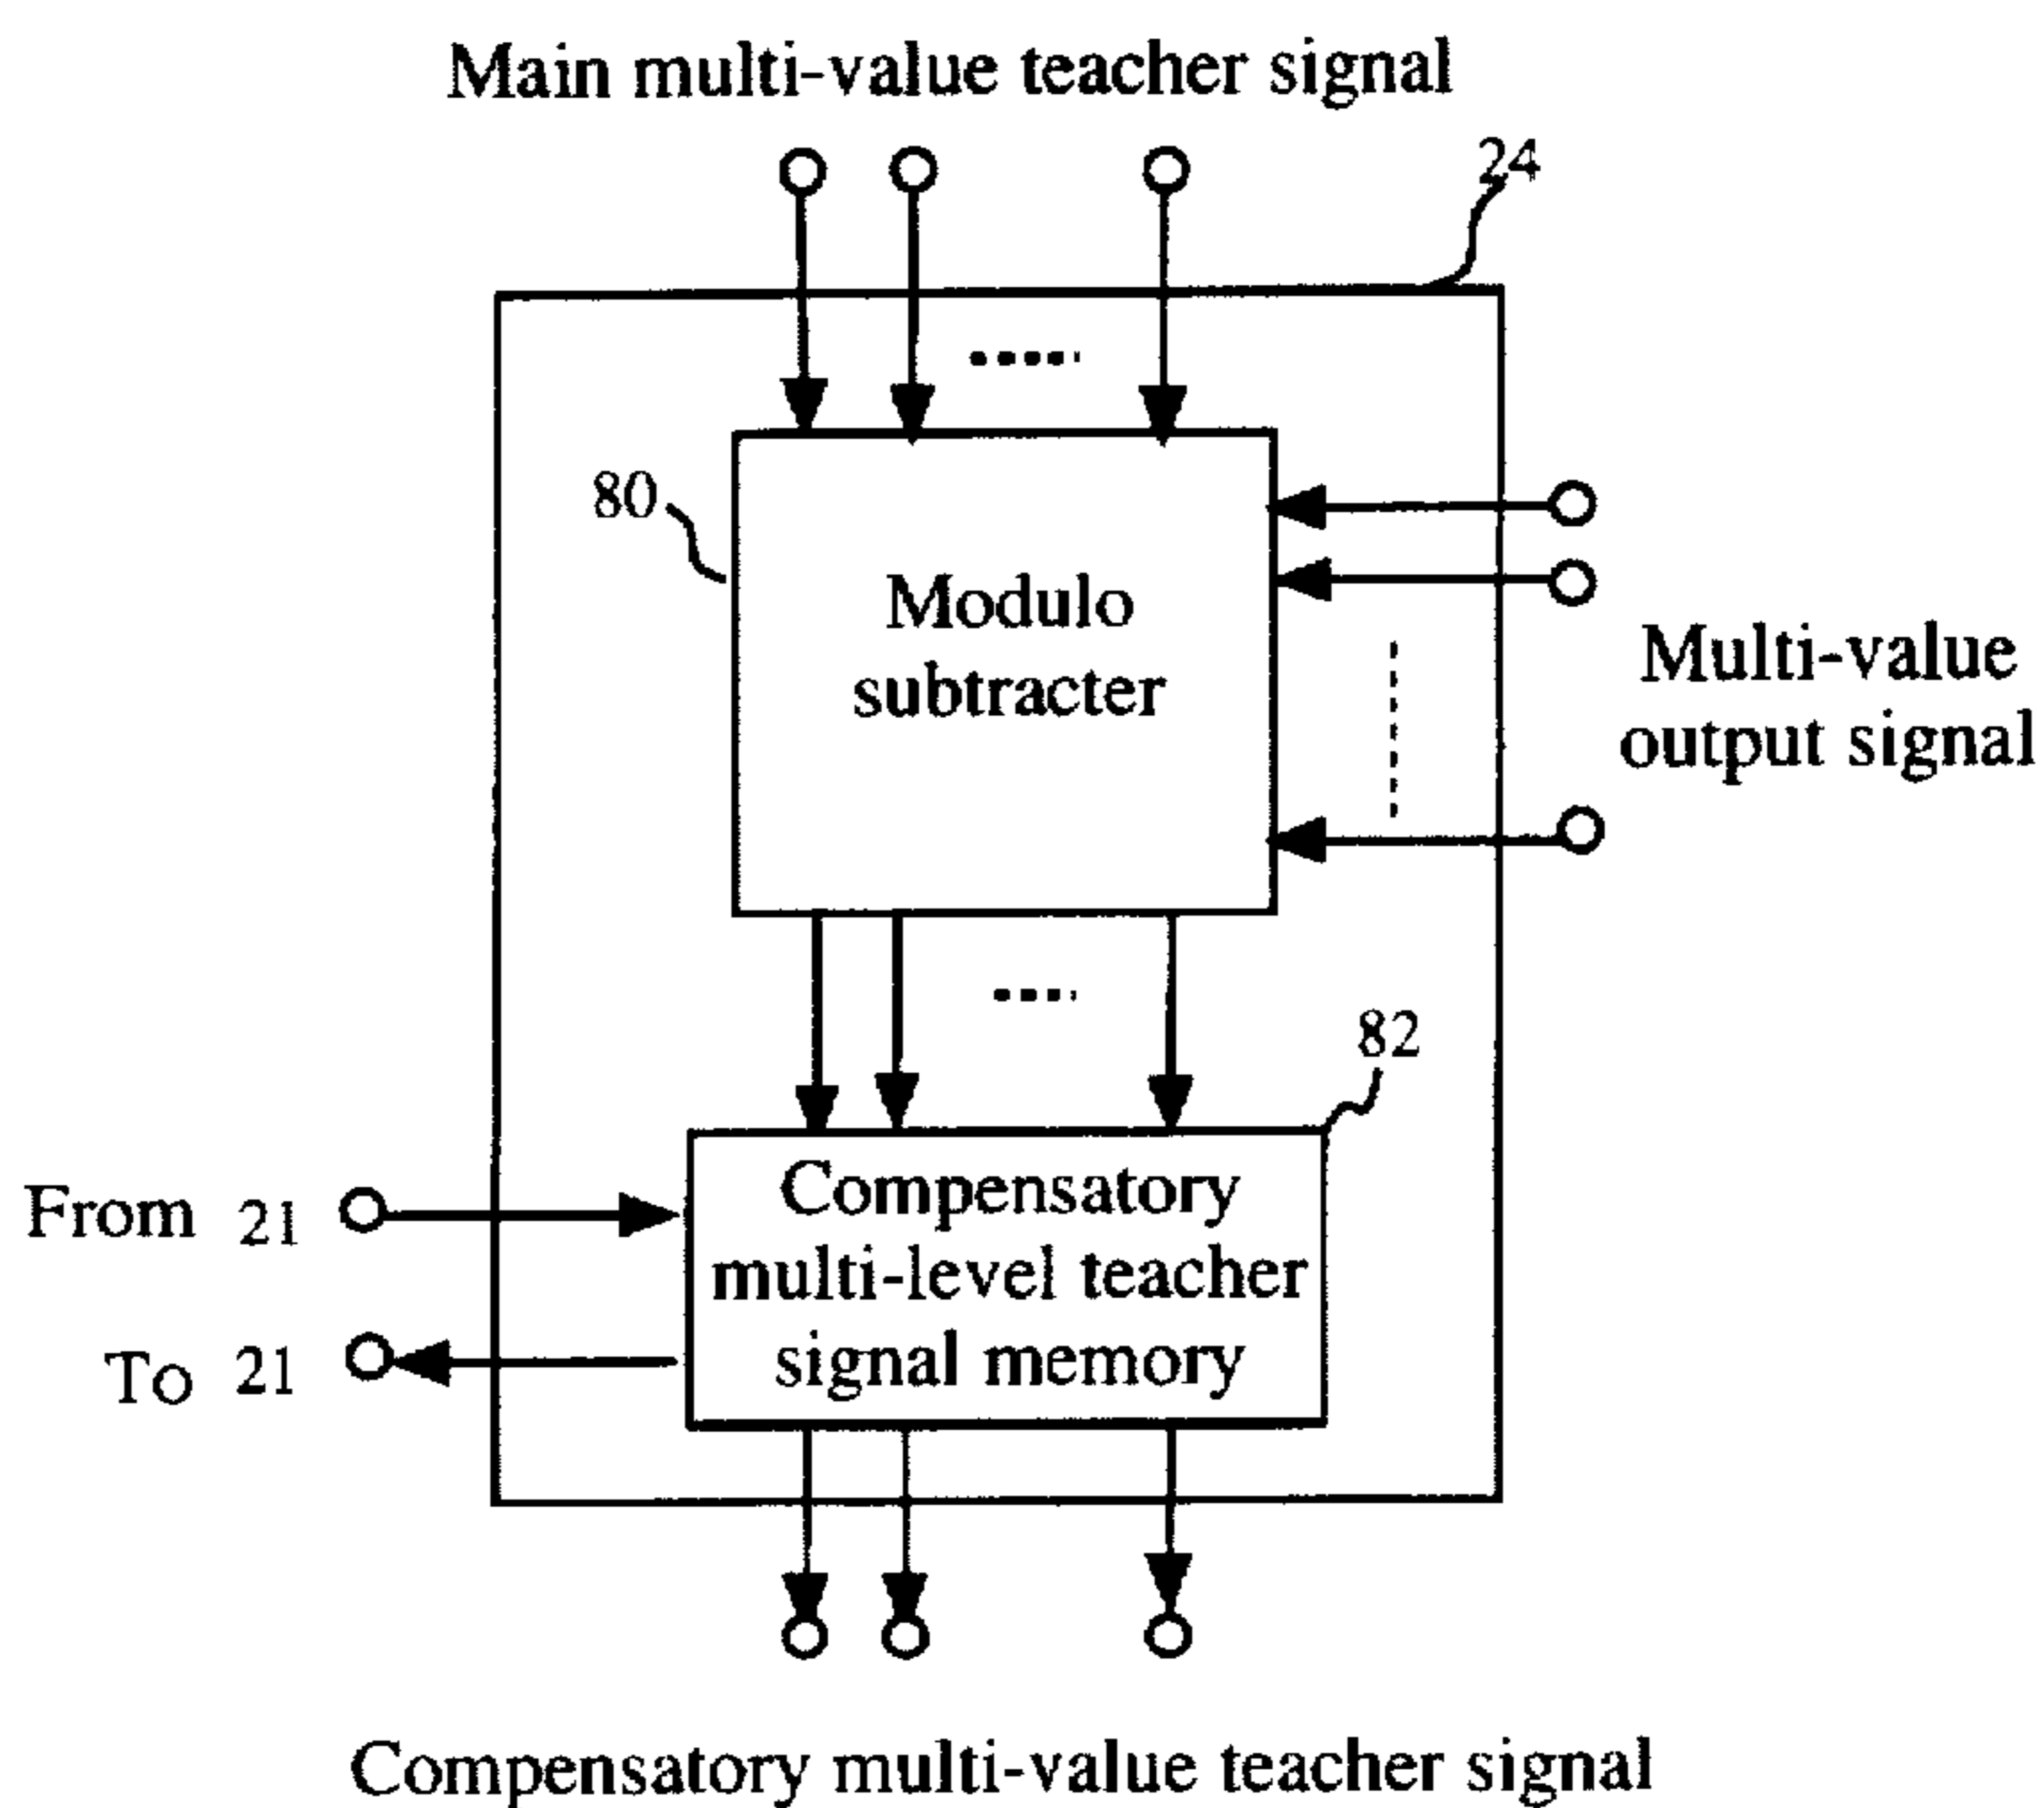 Main multi-value teacher signal
24
80
Modulo
subtracter
Multi-value
output signal
82
Compensatory
multi-level teacher
signal memory
From 21
To 21
Compensatory multi-value teacher signal